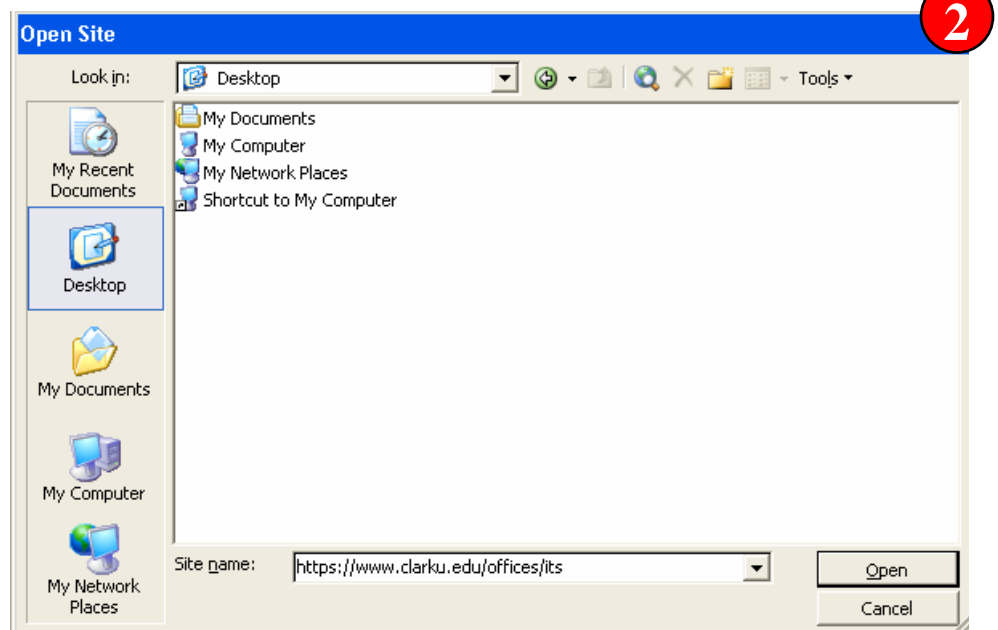 2
Open Site
Look in:
Desktop
Tools
My Documents
My Computer
My Network Places
Shortcut to My Computer
My Recent
Documents
Desktop
My Documents
My Computer
My Network
Places
Site name:
https://www.clarku.edu/offices/its
Open
Cancel